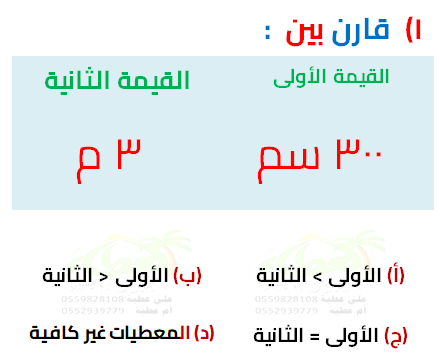 ١) قارن بين :
القيمة الأولى القيمة الثانية
٣٠٠ سم ٣ م
(أ) الأولى > الثانية (ب) الأولى < الثانية
علي عطية 0559828108 علي عطية 0559828108
أم عطية 0552939779 أم عطية 0552939779
(ج) الأولى = الثانية (د) المعطيات غير كافية